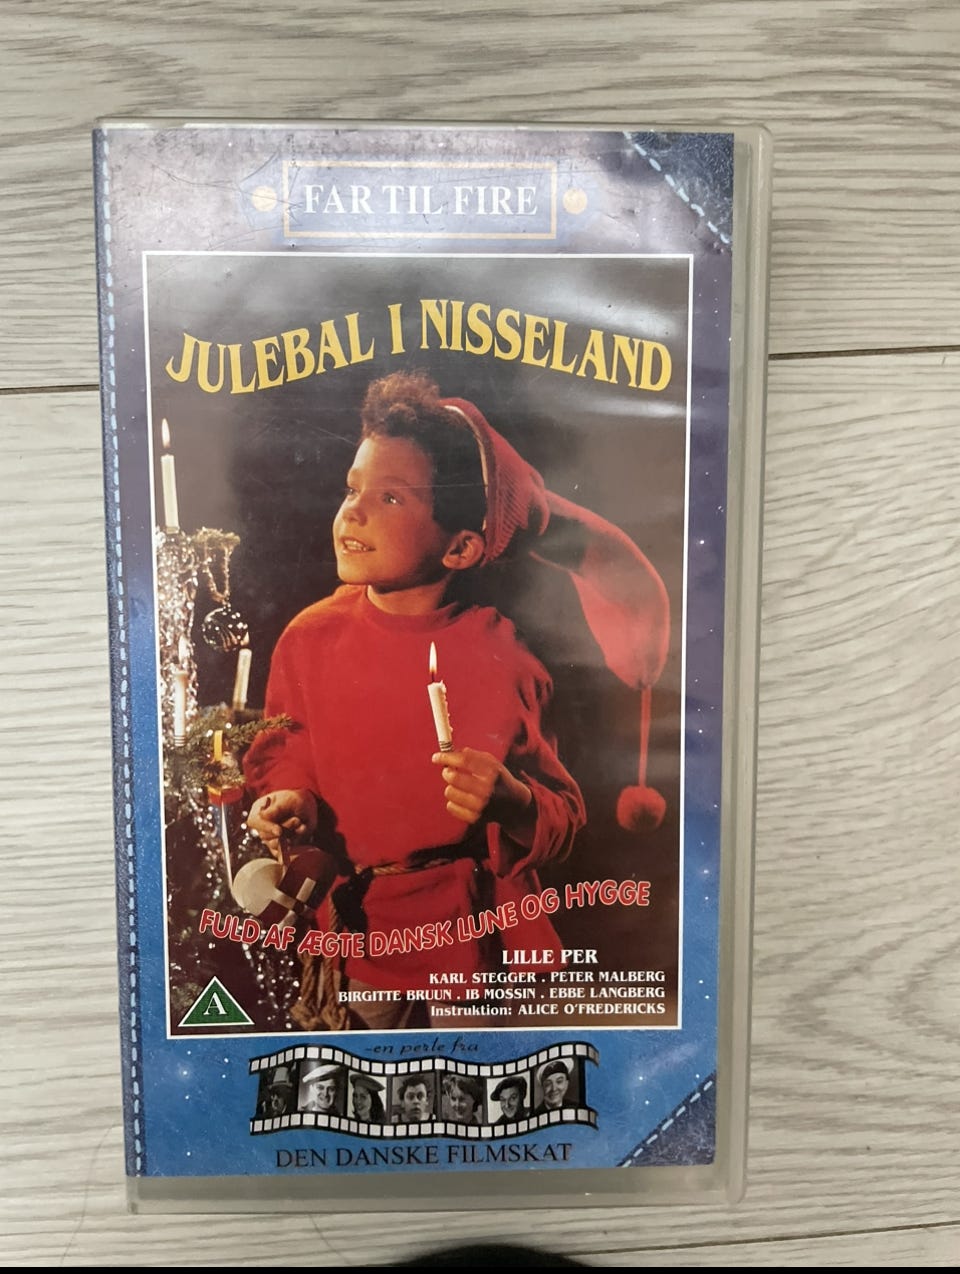 FAR TIL FIRE
JULEBAL I NISSELAND
FULD AF ÆGTE DANSK LUNE OG HYGGE
LILLE PER
KARL STEGGER . PETER MALBERG
BIRGITTE BRUUN . IB MOSSIN . EBBE LANGBERG
Instruktion: ALICE O'FREDERICKS
A
-en perle fra
DEN DANSKE FILMSKAT